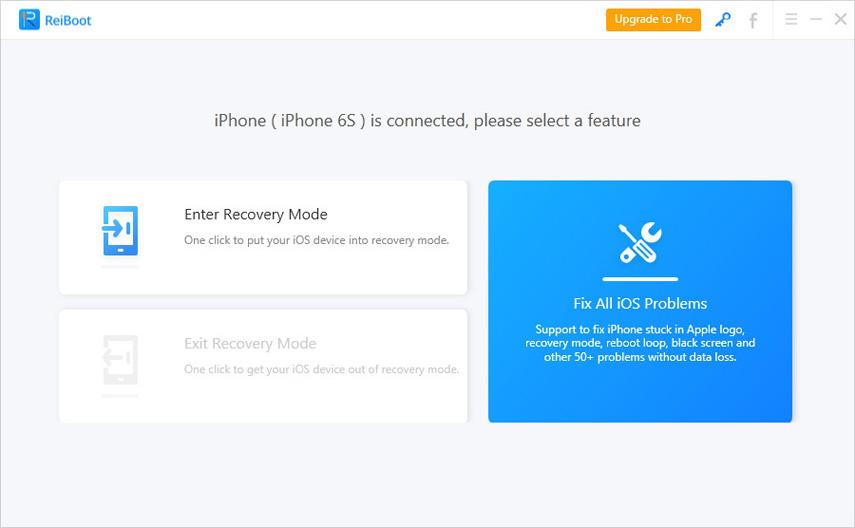 ReiBoot
Upgrade to Pro
iPhone ( iPhone 6S ) is connected, please select a feature
Enter Recovery Mode
One click to put your iOS device into recovery mode.
Exit Recovery Mode
One click to get your iOS device out of recovery mode.
Fix All iOS Problems
Support to fix iPhone stuck in Apple logo,
recovery mode, reboot loop, black screen and
other 50+ problems without data loss.